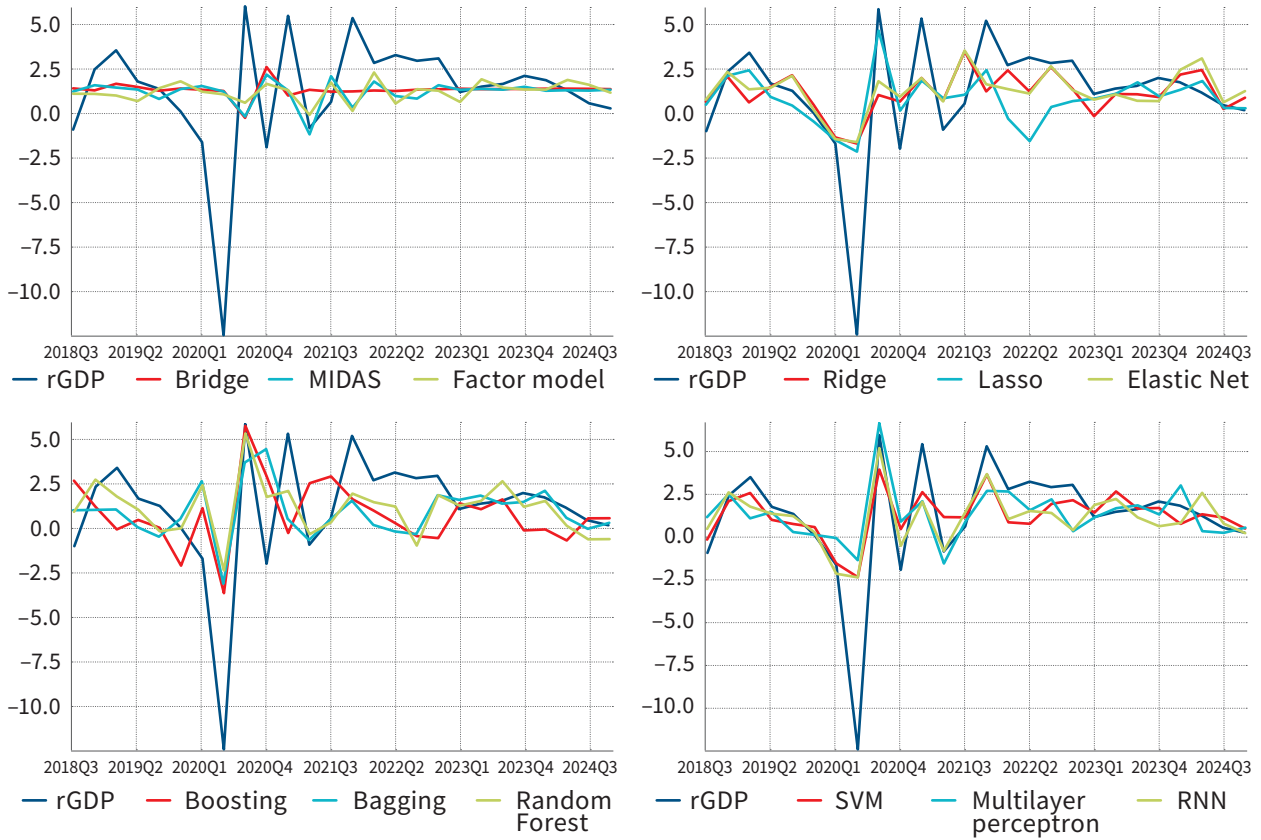 5.0
2.5
0.0
−2.5
−5.0
−7.5
−10.0
2018Q3 2019Q2 2020Q1 2020Q4 2021Q3 2022Q2 2023Q1 2023Q4 2024Q3
rGDP Bridge MIDAS Factor model
5.0
2.5
0.0
−2.5
−5.0
−7.5
−10.0
2018Q3 2019Q2 2020Q1 2020Q4 2021Q3 2022Q2 2023Q1 2023Q4 2024Q3
rGDP Ridge Lasso Elastic Net
5.0
2.5
0.0
−2.5
−5.0
−7.5
−10.0
2018Q3 2019Q2 2020Q1 2020Q4 2021Q3 2022Q2 2023Q1 2023Q4 2024Q3
rGDP Boosting Bagging Random
Forest
5.0
2.5
0.0
−2.5
−5.0
−7.5
−10.0
2018Q3 2019Q2 2020Q1 2020Q4 2021Q3 2022Q2 2023Q1 2023Q4 2024Q3
rGDP SVM Multilayer RNN
perceptron